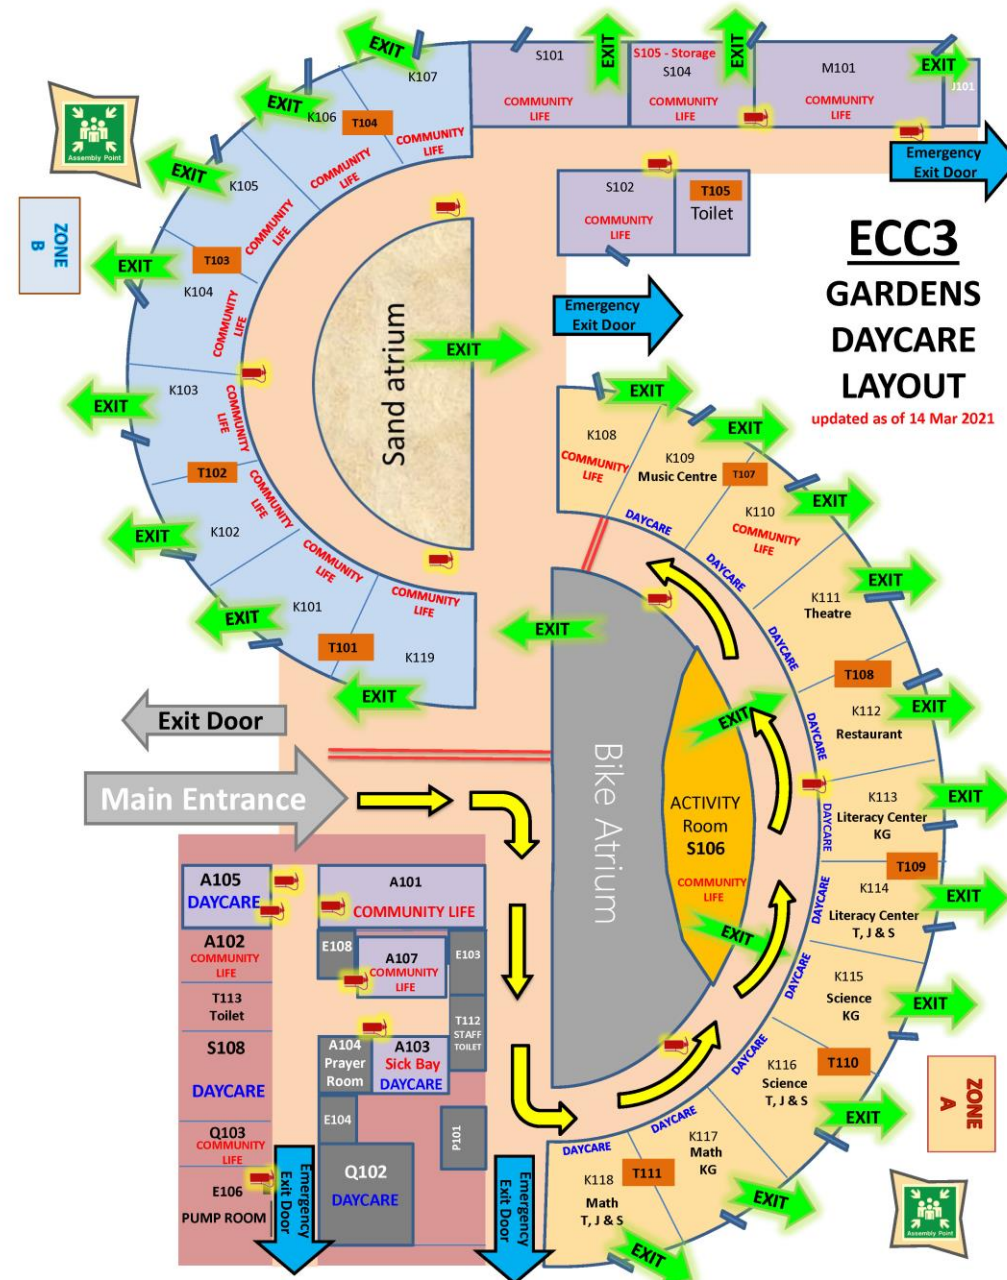 EXIT
K107
T104
COMMUNITY
LIFE
EXIT
K106
COMMUNITY
LIFE
EXIT
K105
COMMUNITY
LIFE
T103
EXIT
K104
COMMUNITY
LIFE
EXIT
K103
COMMUNITY
LIFE
T102
EXIT
K102
COMMUNITY
LIFE
EXIT
K101
COMMUNITY
LIFE
T101
K119
COMMUNITY
LIFE
EXIT
Assembly Point
ZONE
B
S101
COMMUNITY
LIFE
EXIT
S105 - Storage
S104
COMMUNITY
LIFE
EXIT
M101
COMMUNITY
LIFE
EXIT
J101
Emergency
Exit Door
S102
COMMUNITY
LIFE
T105
Toilet
ECC3
GARDENS
DAYCARE
LAYOUT
updated as of 14 Mar 2021
Emergency
Exit Door
Sand atrium
EXIT
K108
COMMUNITY
LIFE
EXIT
K109
Music Centre
DAYCARE
EXIT
T107
K110
COMMUNITY
LIFE
DAYCARE
EXIT
K111
Theatre
DAYCARE
EXIT
T108
K112
Restaurant
DAYCARE
EXIT
K113
Literacy Center
KG
DAYCARE
EXIT
T109
K114
Literacy Center
T, J & S
DAYCARE
EXIT
K115
Science
KG
DAYCARE
EXIT
T110
K116
Science
T, J & S
DAYCARE
EXIT
K117
Math
KG
DAYCARE
EXIT
T111
K118
Math
T, J & S
DAYCARE
EXIT
ZONE
A
Assembly Point
EXIT
Bike Atrium
EXIT
ACTIVITY
Room
S106
COMMUNITY
LIFE
EXIT
Exit Door
Main Entrance
A105
DAYCARE
A102
COMMUNITY
LIFE
T113
Toilet
S108
DAYCARE
Q103
COMMUNITY
LIFE
E106
PUMP ROOM
A101
COMMUNITY LIFE
E108
A107
COMMUNITY
LIFE
E103
T112
STAFF
TOILET
A104
Prayer
Room
A103
Sick Bay
DAYCARE
E104
P101
Q102
DAYCARE
Emergency
Exit Door
Emergency
Exit Door